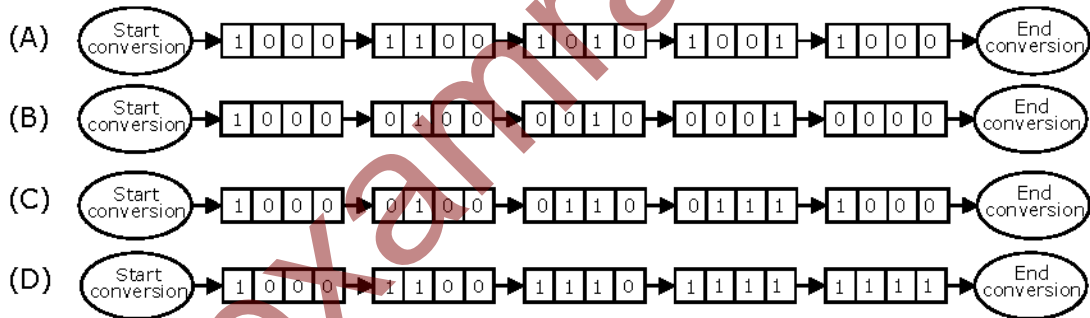 (A) Start conversion 1 0 0 0 1 1 0 0 1 0 1 0 1 0 0 1 1 0 0 0 End conversion
(B) Start conversion 1 0 0 0 0 1 0 0 0 0 1 0 0 0 0 1 0 0 0 0 End conversion
(C) Start conversion 1 0 0 0 0 1 0 0 0 1 1 0 0 1 1 1 1 0 0 0 End conversion
(D) Start conversion 1 0 0 0 1 1 0 0 1 1 1 0 1 1 1 1 1 1 1 1 End conversion